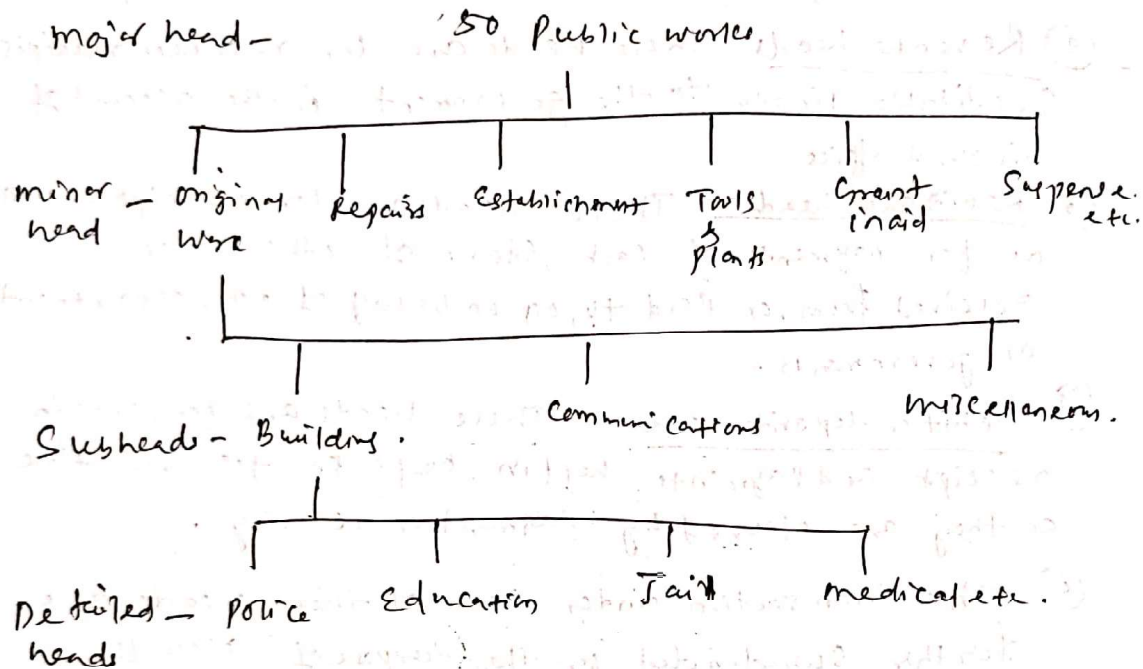 Major head - '50 Public works.
Minor head - Original work Repairs Establishment Tools & plants Grant in aid Suspense. etc.
Subheads - Building. Communications Miscellaneous.
Detailed heads - Police Education Jail medical etc.